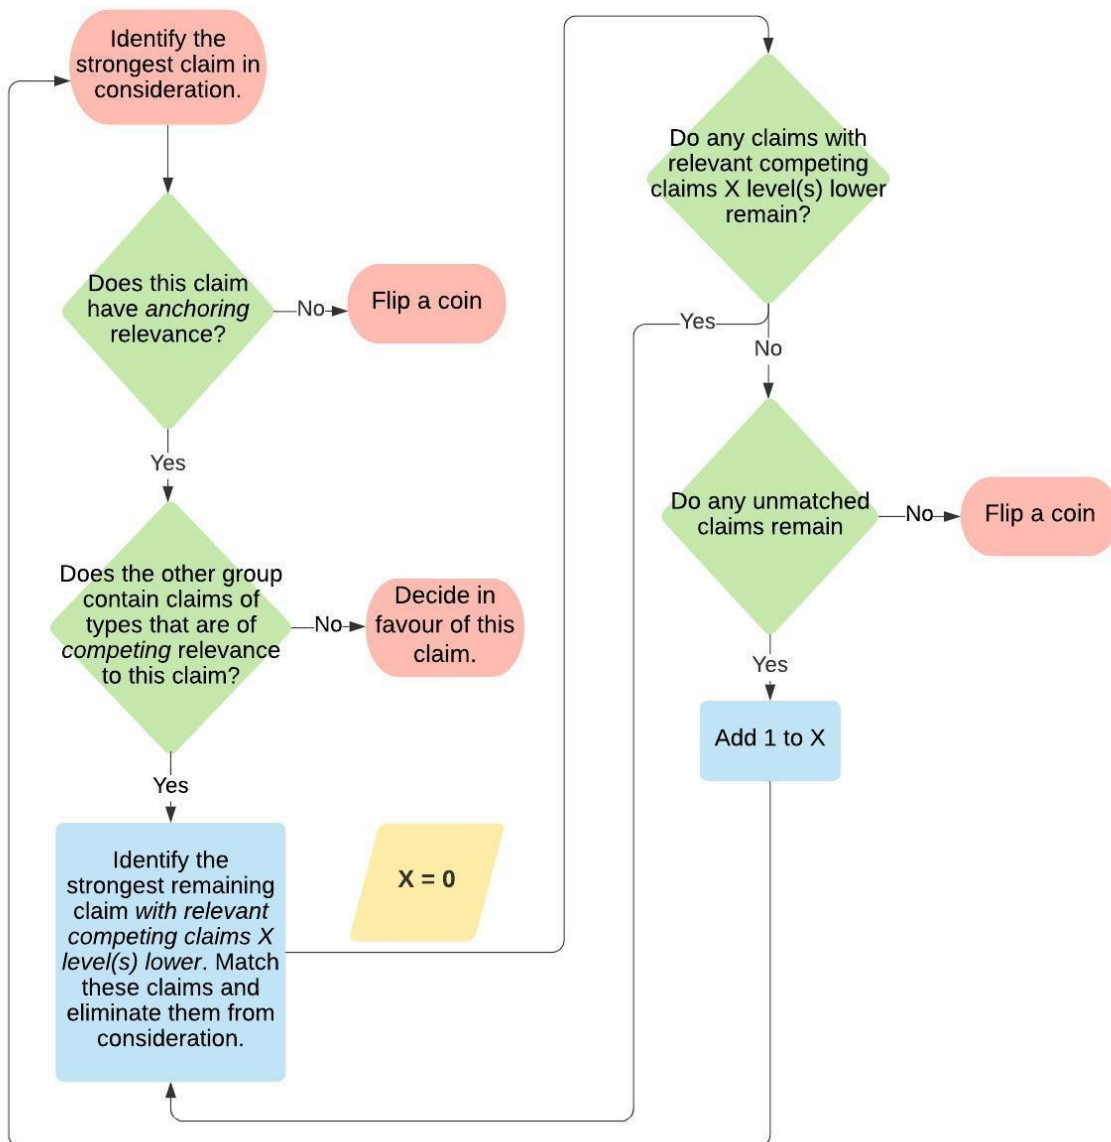 Identify the
strongest claim in
consideration.
Does this claim
have anchoring
relevance?
No
Flip a coin
Yes
Does the other group
contain claims of
types that are of
competing relevance
to this claim?
No
Decide in
favour of this
claim.
Yes
Identify the
strongest remaining
claim with relevant
competing claims X
level(s) lower. Match
these claims and
eliminate them from
consideration.
X = 0
Do any claims with
relevant competing
claims X level(s) lower
remain?
Yes
No
Do any unmatched
claims remain
No
Flip a coin
Yes
Add 1 to X